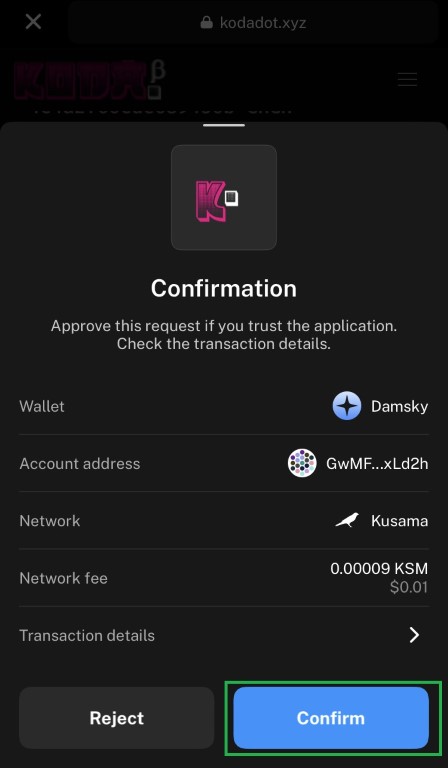 kodadot.xyz
KODA β
K
Confirmation
Approve this request if you trust the application.
Check the transaction details.
Wallet Damsky
Account address GwMF...xLd2h
Network Kusama
Network fee 0.00009 KSM
$0.01
Transaction details
Reject Confirm